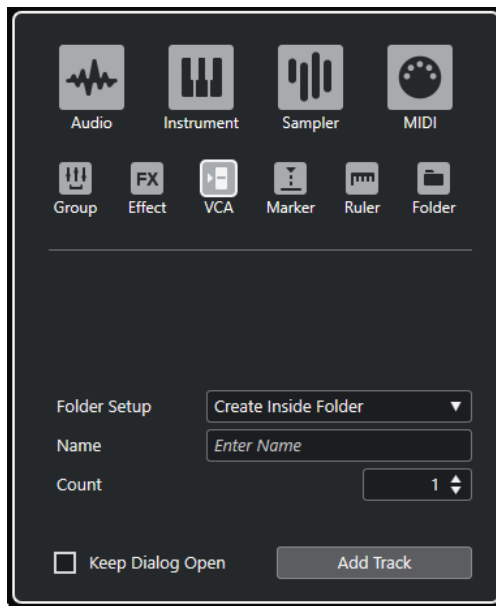 Audio Instrument Sampler MIDI
FX
Group Effect VCA Marker Ruler Folder
Folder Setup Create Inside Folder
Name Enter Name
Count 1
Keep Dialog Open Add Track